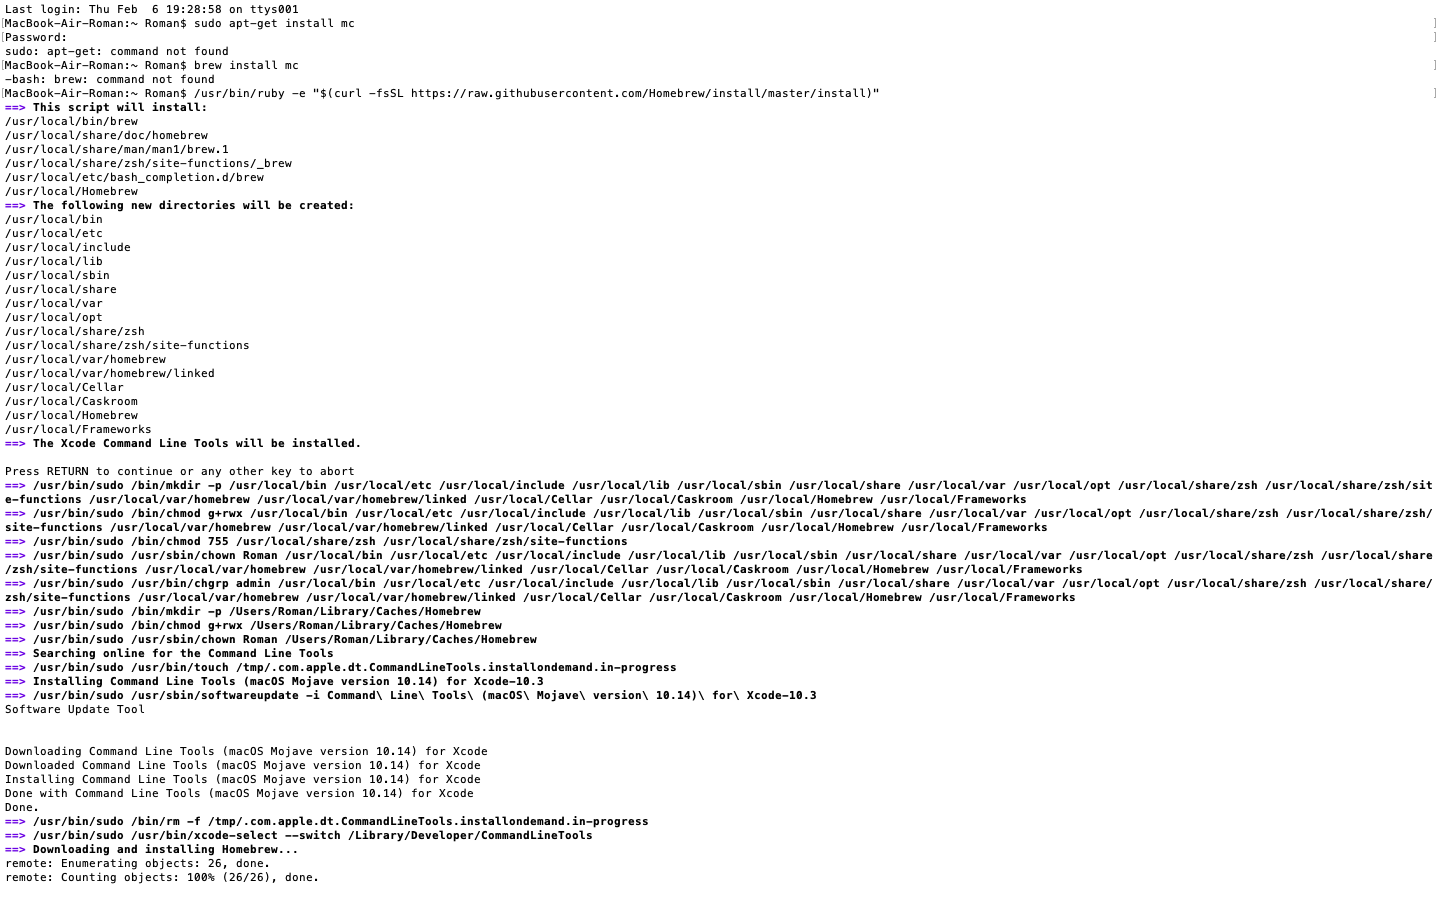 Last login: Thu Feb  6 19:28:58 on ttys001
[MacBook-Air-Roman:~ Roman$ sudo apt-get install mc ]
[Password: ]
sudo: apt-get: command not found
[MacBook-Air-Roman:~ Roman$ brew install mc ]
-bash: brew: command not found
[MacBook-Air-Roman:~ Roman$ /usr/bin/ruby -e "$(curl -fsSL https://raw.githubusercontent.com/Homebrew/install/master/install)" ]
==> This script will install:
/usr/local/bin/brew
/usr/local/share/doc/homebrew
/usr/local/share/man/man1/brew.1
/usr/local/share/zsh/site-functions/_brew
/usr/local/etc/bash_completion.d/brew
/usr/local/Homebrew
==> The following new directories will be created:
/usr/local/bin
/usr/local/etc
/usr/local/include
/usr/local/lib
/usr/local/sbin
/usr/local/share
/usr/local/var
/usr/local/opt
/usr/local/share/zsh
/usr/local/share/zsh/site-functions
/usr/local/var/homebrew
/usr/local/var/homebrew/linked
/usr/local/Cellar
/usr/local/Caskroom
/usr/local/Homebrew
/usr/local/Frameworks
==> The Xcode Command Line Tools will be installed.
Press RETURN to continue or any other key to abort
==> /usr/bin/sudo /bin/mkdir -p /usr/local/bin /usr/local/etc /usr/local/include /usr/local/lib /usr/local/sbin /usr/local/share /usr/local/var /usr/local/opt /usr/local/share/zsh /usr/local/share/zsh/sit
e-functions /usr/local/var/homebrew /usr/local/var/homebrew/linked /usr/local/Cellar /usr/local/Caskroom /usr/local/Homebrew /usr/local/Frameworks
==> /usr/bin/sudo /bin/chmod g+rwx /usr/local/bin /usr/local/etc /usr/local/include /usr/local/lib /usr/local/sbin /usr/local/share /usr/local/var /usr/local/opt /usr/local/share/zsh /usr/local/share/zsh/
site-functions /usr/local/var/homebrew /usr/local/var/homebrew/linked /usr/local/Cellar /usr/local/Caskroom /usr/local/Homebrew /usr/local/Frameworks
==> /usr/bin/sudo /bin/chmod 755 /usr/local/share/zsh /usr/local/share/zsh/site-functions
==> /usr/bin/sudo /usr/sbin/chown Roman /usr/local/bin /usr/local/etc /usr/local/include /usr/local/lib /usr/local/sbin /usr/local/share /usr/local/var /usr/local/opt /usr/local/share/zsh /usr/local/share
/zsh/site-functions /usr/local/var/homebrew /usr/local/var/homebrew/linked /usr/local/Cellar /usr/local/Caskroom /usr/local/Homebrew /usr/local/Frameworks
==> /usr/bin/sudo /usr/bin/chgrp admin /usr/local/bin /usr/local/etc /usr/local/include /usr/local/lib /usr/local/sbin /usr/local/share /usr/local/var /usr/local/opt /usr/local/share/zsh /usr/local/share/
zsh/site-functions /usr/local/var/homebrew /usr/local/var/homebrew/linked /usr/local/Cellar /usr/local/Caskroom /usr/local/Homebrew /usr/local/Frameworks
==> /usr/bin/sudo /bin/mkdir -p /Users/Roman/Library/Caches/Homebrew
==> /usr/bin/sudo /bin/chmod g+rwx /Users/Roman/Library/Caches/Homebrew
==> /usr/bin/sudo /usr/sbin/chown Roman /Users/Roman/Library/Caches/Homebrew
==> Searching online for the Command Line Tools
==> /usr/bin/sudo /usr/bin/touch /tmp/.com.apple.dt.CommandLineTools.installondemand.in-progress
==> Installing Command Line Tools (macOS Mojave version 10.14) for Xcode-10.3
==> /usr/bin/sudo /usr/sbin/softwareupdate -i Command\ Line\ Tools\ (macOS\ Mojave\ version\ 10.14)\ for\ Xcode-10.3
Software Update Tool
Downloading Command Line Tools (macOS Mojave version 10.14) for Xcode
Downloaded Command Line Tools (macOS Mojave version 10.14) for Xcode
Installing Command Line Tools (macOS Mojave version 10.14) for Xcode
Done with Command Line Tools (macOS Mojave version 10.14) for Xcode
Done.
==> /usr/bin/sudo /bin/rm -f /tmp/.com.apple.dt.CommandLineTools.installondemand.in-progress
==> /usr/bin/sudo /usr/bin/xcode-select --switch /Library/Developer/CommandLineTools
==> Downloading and installing Homebrew...
remote: Enumerating objects: 26, done.
remote: Counting objects: 100% (26/26), done.